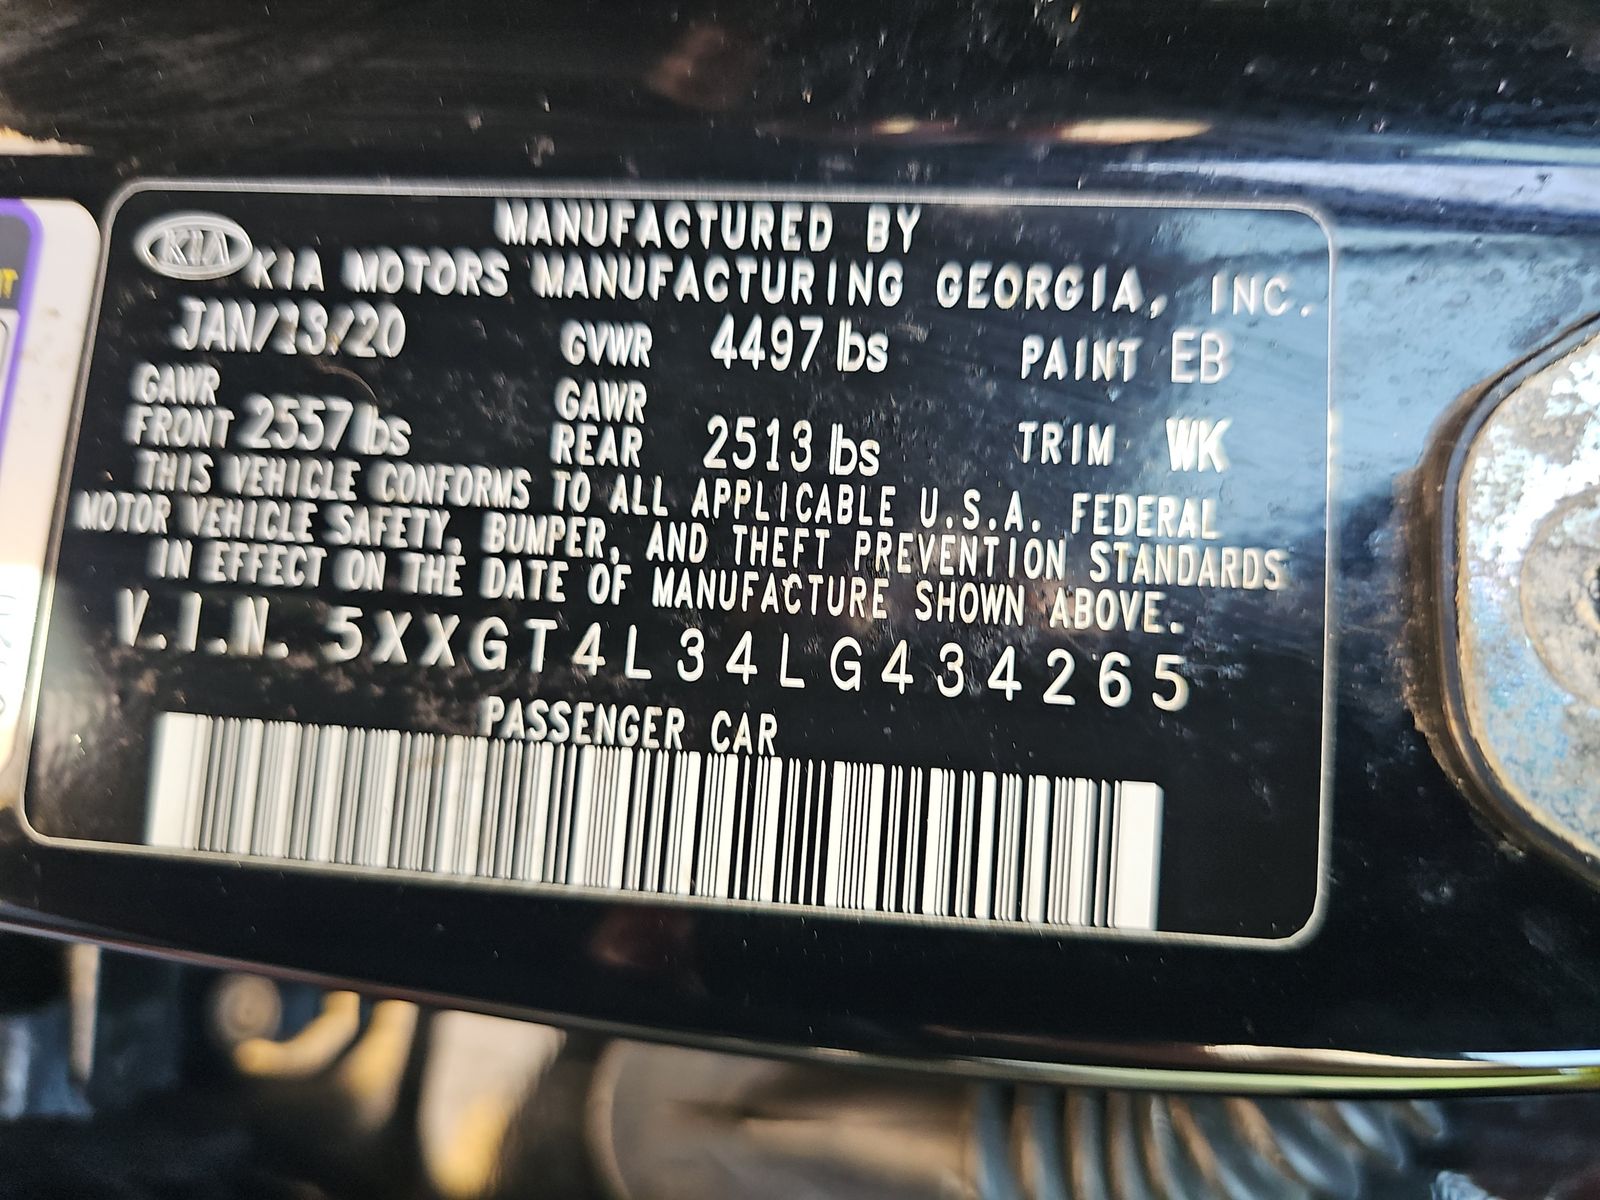 MANUFACTURED BY
KIA KIA MOTORS MANUFACTURING GEORGIA, INC.
JAN/13/20 GVWR 4497 lbs PAINT EB
GAWR FRONT 2557 lbs GAWR REAR 2513 lbs TRIM WK
THIS VEHICLE CONFORMS TO ALL APPLICABLE U.S.A. FEDERAL
MOTOR VEHICLE SAFETY, BUMPER, AND THEFT PREVENTION STANDARDS
IN EFFECT ON THE DATE OF MANUFACTURE SHOWN ABOVE.
V.I.N. 5XXGT4L34LG434265
PASSENGER CAR